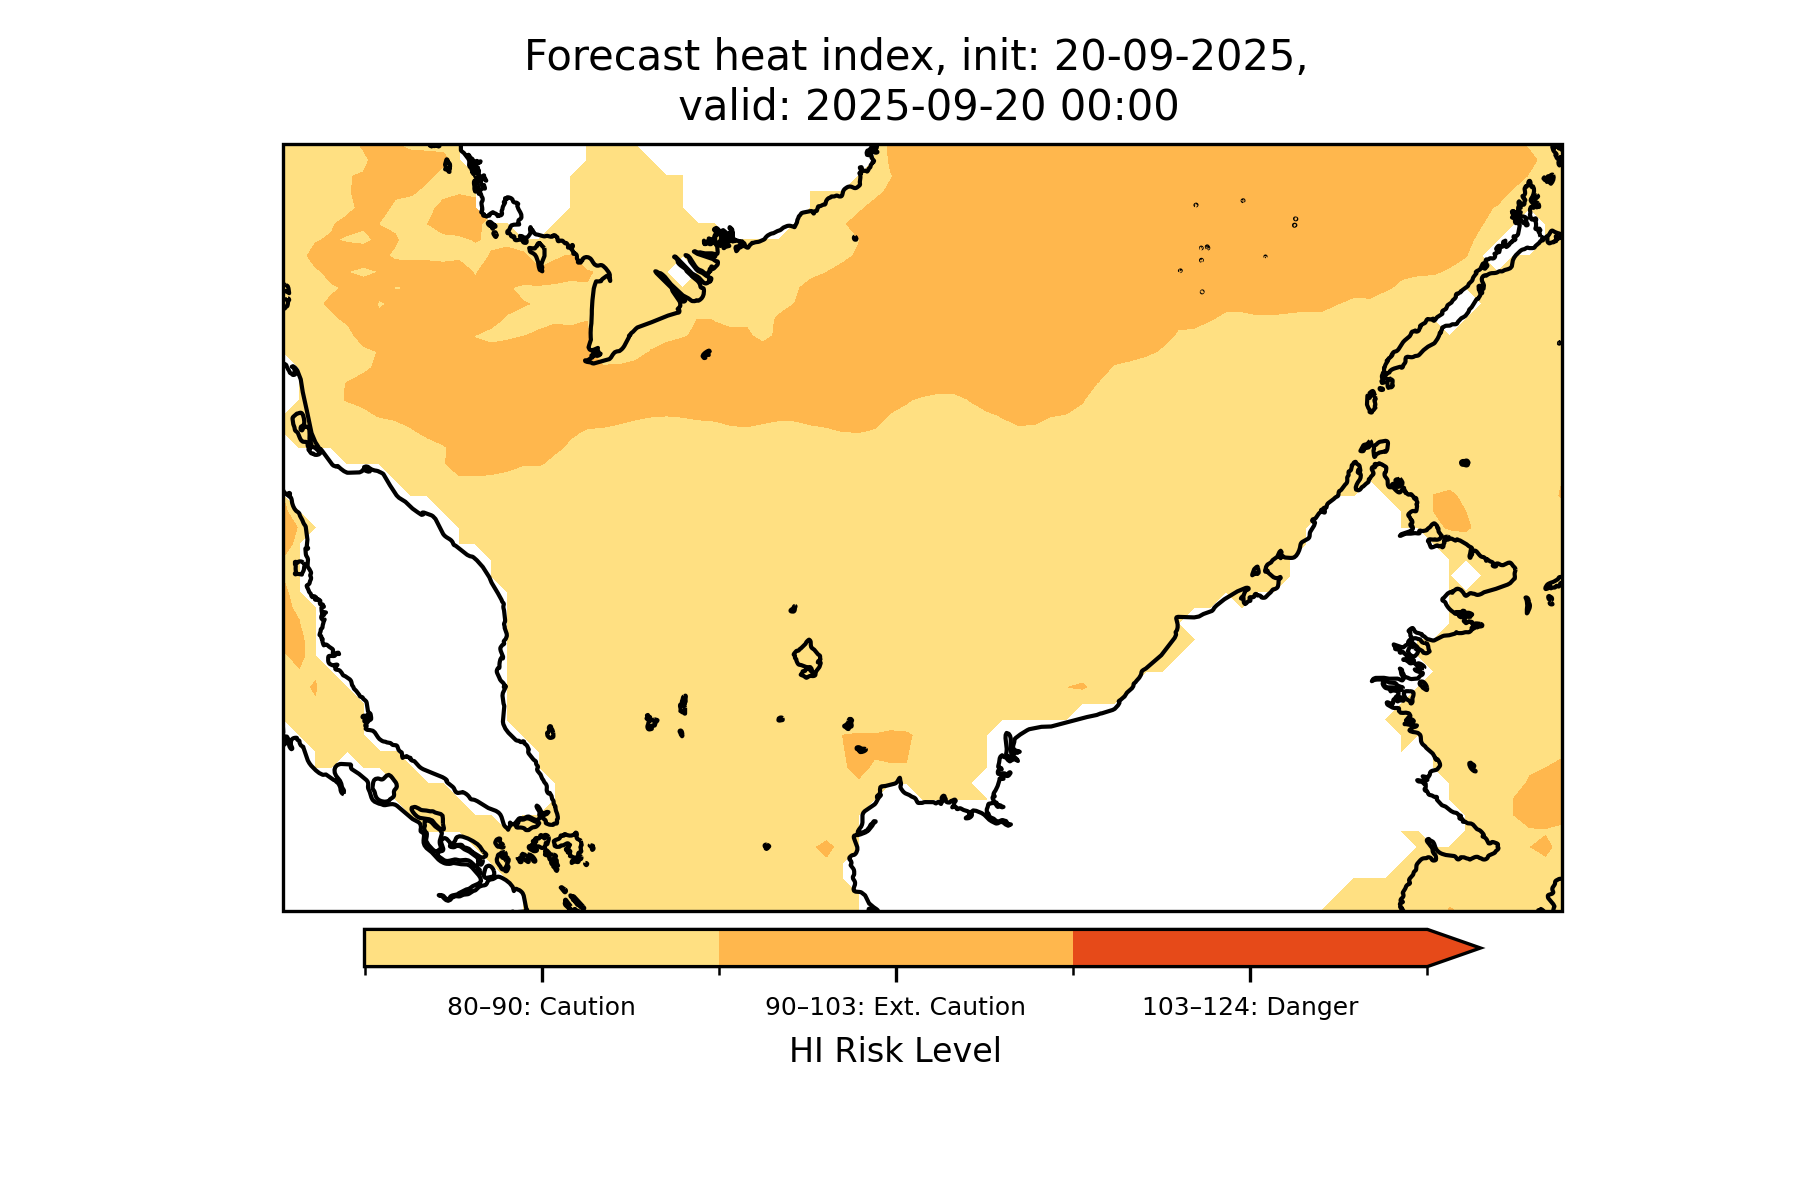 Forecast heat index, init: 20-09-2025,
valid: 2025-09-20 00:00
80–90: Caution
90–103: Ext. Caution
103–124: Danger
HI Risk Level